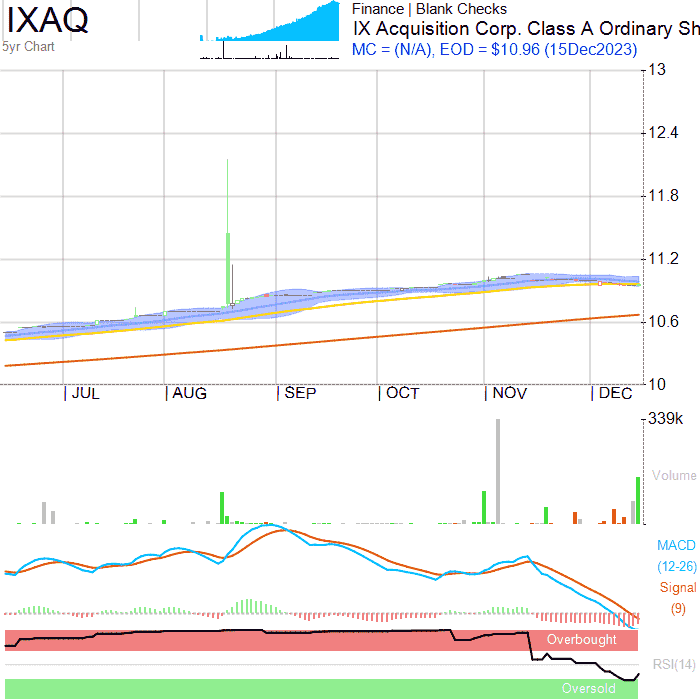 IXAQ
5yr Chart
Finance | Blank Checks
IX Acquisition Corp. Class A Ordinary Sh
MC = (N/A), EOD = $10.96 (15Dec2023)
13
12.4
11.8
11.2
10.6
10
JUL
AUG
SEP
OCT
NOV
DEC
339k
Volume
MACD
(12-26)
Signal
(9)
Overbought
RSI(14)
Oversold